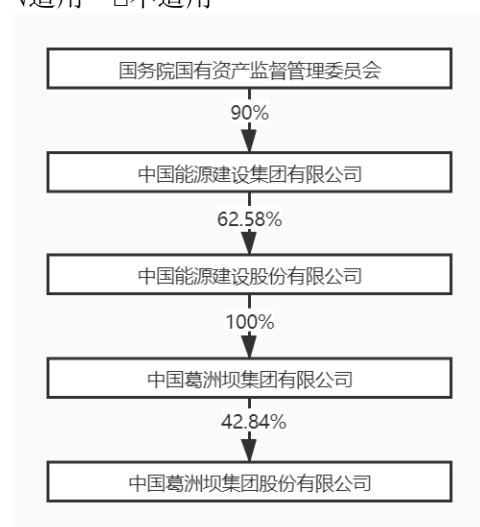 国务院国有资产监督管理委员会
90%
中国能源建设集团有限公司
62.58%
中国能源建设股份有限公司
100%
中国葛洲坝集团有限公司
42.84%
中国葛洲坝集团股份有限公司